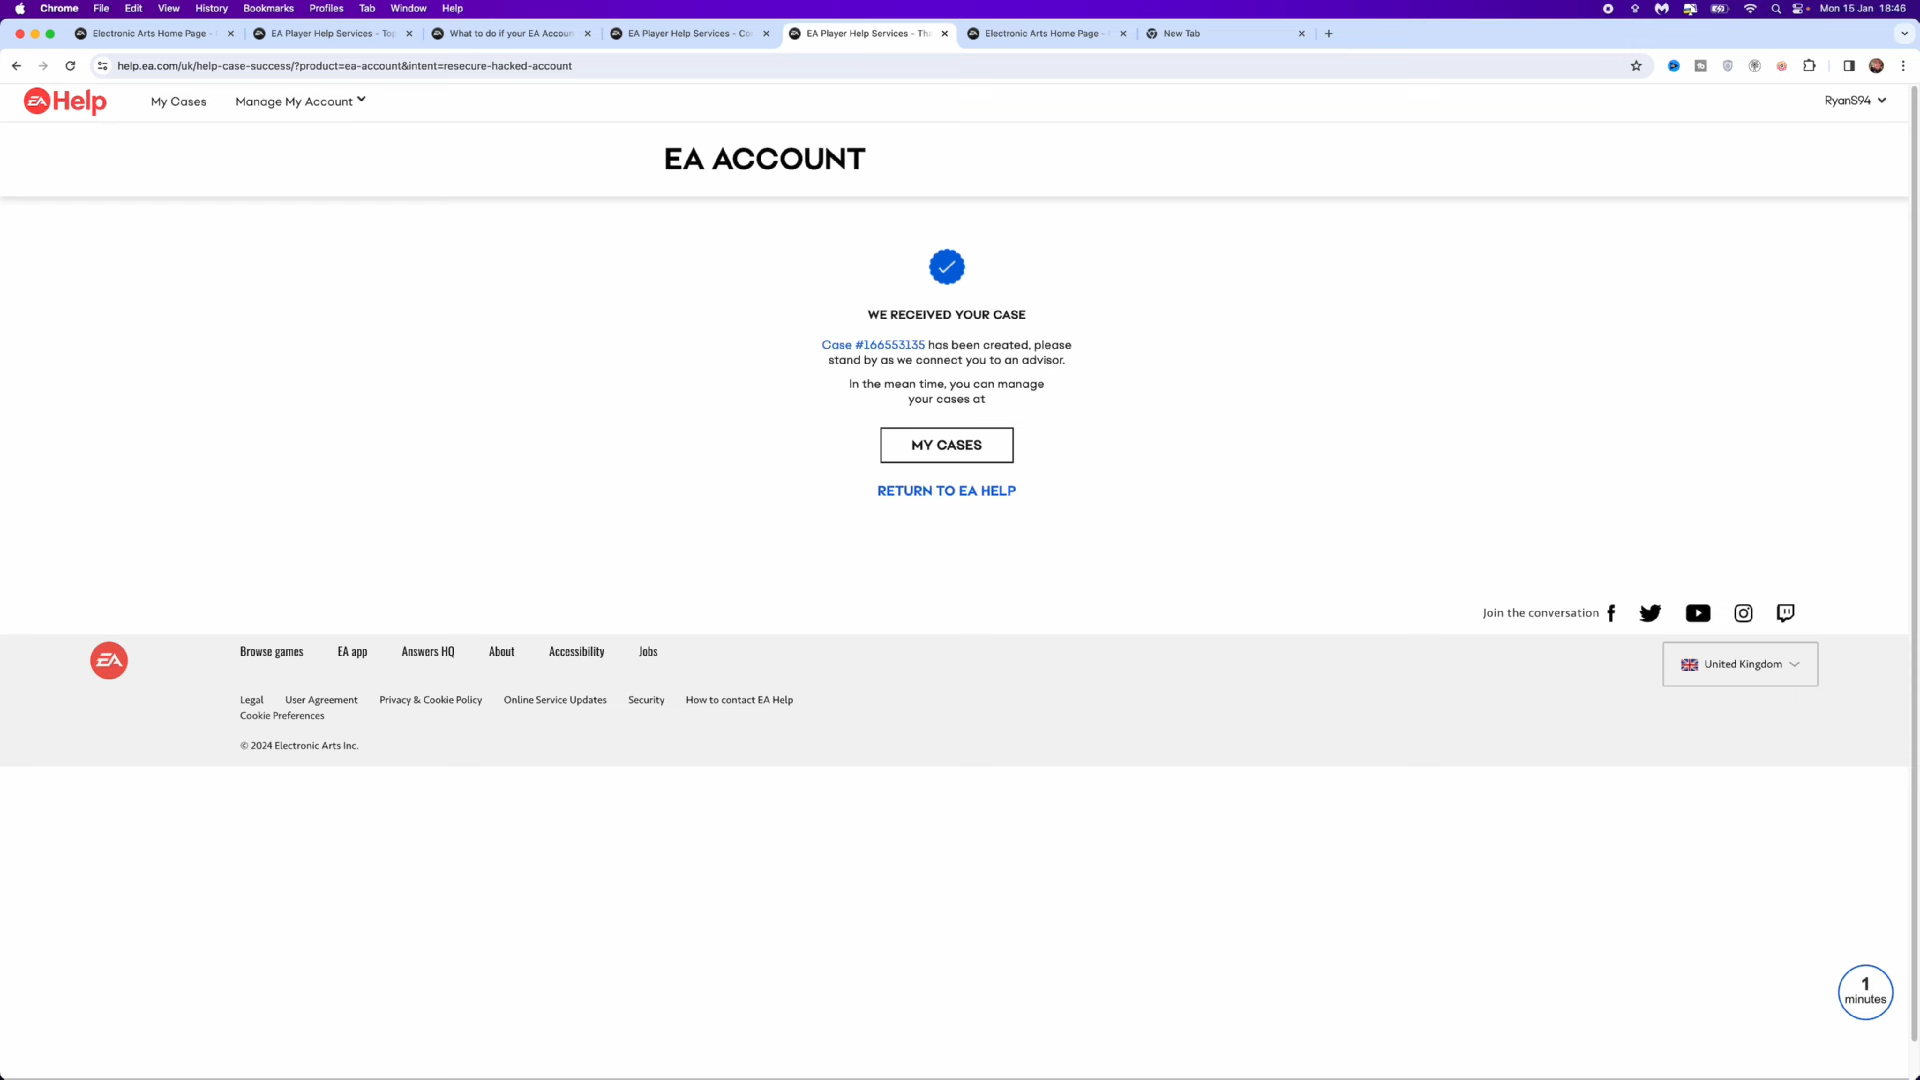 Chrome File Edit View History Bookmarks Profiles Tab Window Help Mon 15 Jan 18:46
Electronic Arts Home Page - EA Player Help Services - To What to do if your EA Accoun EA Player Help Services - Co EA Player Help Services - Th Electronic Arts Home Page - New Tab
help.ea.com/uk/help-case-success/?product=ea-account&intent=resecure-hacked-account
EA Help My Cases Manage My Account RyanS94
EA ACCOUNT
WE RECEIVED YOUR CASE
Case #166553135 has been created, please
stand by as we connect you to an advisor.
In the mean time, you can manage
your cases at
MY CASES
RETURN TO EA HELP
Join the conversation
EA Browse games EA app Answers HQ About Accessibility Jobs
United Kingdom
Legal User Agreement Privacy & Cookie Policy Online Service Updates Security How to contact EA Help
Cookie Preferences
© 2024 Electronic Arts Inc.
1
minutes